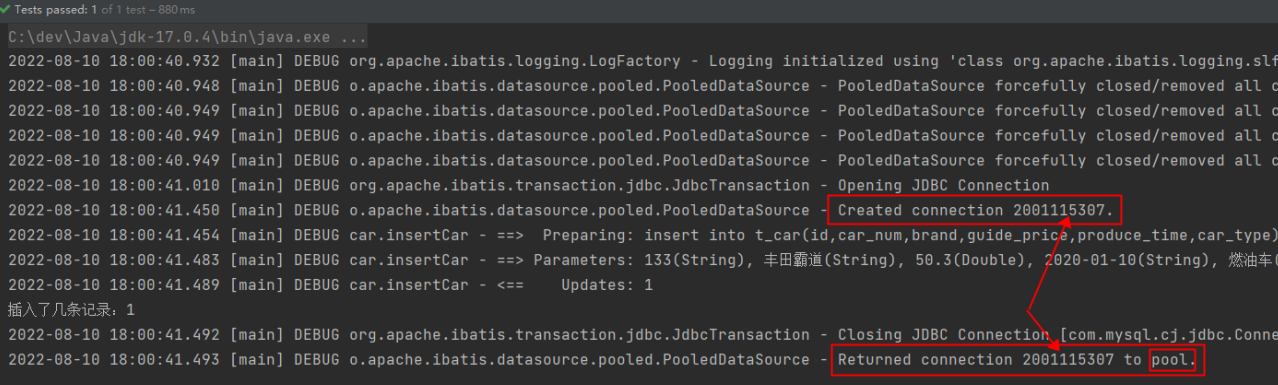 Tests passed: 1 of 1 test – 880 ms
C:\dev\Java\jdk-17.0.4\bin\java.exe ...
2022-08-10 18:00:40.932 [main] DEBUG org.apache.ibatis.logging.LogFactory - Logging initialized using 'class org.apache.ibatis.logging.slf
2022-08-10 18:00:40.948 [main] DEBUG o.apache.ibatis.datasource.pooled.PooledDataSource - PooledDataSource forcefully closed/removed all c
2022-08-10 18:00:40.949 [main] DEBUG o.apache.ibatis.datasource.pooled.PooledDataSource - PooledDataSource forcefully closed/removed all c
2022-08-10 18:00:40.949 [main] DEBUG o.apache.ibatis.datasource.pooled.PooledDataSource - PooledDataSource forcefully closed/removed all c
2022-08-10 18:00:40.949 [main] DEBUG o.apache.ibatis.datasource.pooled.PooledDataSource - PooledDataSource forcefully closed/removed all c
2022-08-10 18:00:41.010 [main] DEBUG org.apache.ibatis.transaction.jdbc.JdbcTransaction - Opening JDBC Connection
2022-08-10 18:00:41.450 [main] DEBUG o.apache.ibatis.datasource.pooled.PooledDataSource - Created connection 2001115307.
2022-08-10 18:00:41.454 [main] DEBUG car.insertCar - ==>  Preparing: insert into t_car(id,car_num,brand,guide_price,produce_time,car_type)
2022-08-10 18:00:41.483 [main] DEBUG car.insertCar - ==> Parameters: 133(String), 丰田霸道(String), 50.3(Double), 2020-01-10(String), 燃油车(
2022-08-10 18:00:41.489 [main] DEBUG car.insertCar - <==    Updates: 1
插入了几条记录：1
2022-08-10 18:00:41.492 [main] DEBUG org.apache.ibatis.transaction.jdbc.JdbcTransaction - Closing JDBC Connection [com.mysql.cj.jdbc.Conne
2022-08-10 18:00:41.493 [main] DEBUG o.apache.ibatis.datasource.pooled.PooledDataSource - Returned connection 2001115307 to pool.